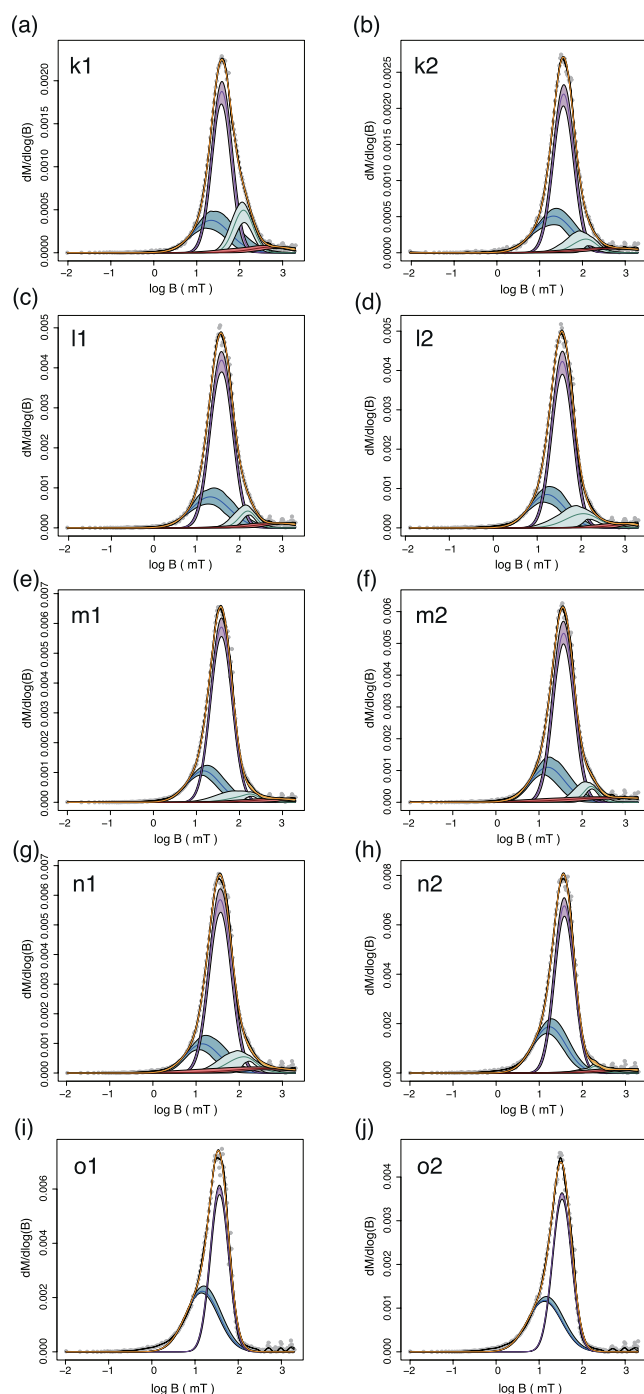 (a)
k1
dM/dlog(B)
0.0000 0.0005 0.0010 0.0015 0.0020
−2 −1 0 1 2 3
log B ( mT )
(b)
k2
dM/dlog(B)
0.0000 0.0005 0.0010 0.0015 0.0020 0.0025
−2 −1 0 1 2 3
log B ( mT )
(c)
l1
dM/dlog(B)
0.000 0.001 0.002 0.003 0.004 0.005
−2 −1 0 1 2 3
log B ( mT )
(d)
l2
dM/dlog(B)
0.000 0.001 0.002 0.003 0.004 0.005
−2 −1 0 1 2 3
log B ( mT )
(e)
m1
dM/dlog(B)
0.000 0.001 0.002 0.003 0.004 0.005 0.006 0.007
−2 −1 0 1 2 3
log B ( mT )
(f)
m2
dM/dlog(B)
0.000 0.001 0.002 0.003 0.004 0.005 0.006
−2 −1 0 1 2 3
log B ( mT )
(g)
n1
dM/dlog(B)
0.000 0.001 0.002 0.003 0.004 0.005 0.006 0.007
−2 −1 0 1 2 3
log B ( mT )
(h)
n2
dM/dlog(B)
0.000 0.002 0.004 0.006 0.008
−2 −1 0 1 2 3
log B ( mT )
(i)
o1
dM/dlog(B)
0.000 0.002 0.004 0.006
−2 −1 0 1 2 3
log B ( mT )
(j)
o2
dM/dlog(B)
0.000 0.001 0.002 0.003 0.004
−2 −1 0 1 2 3
log B ( mT )